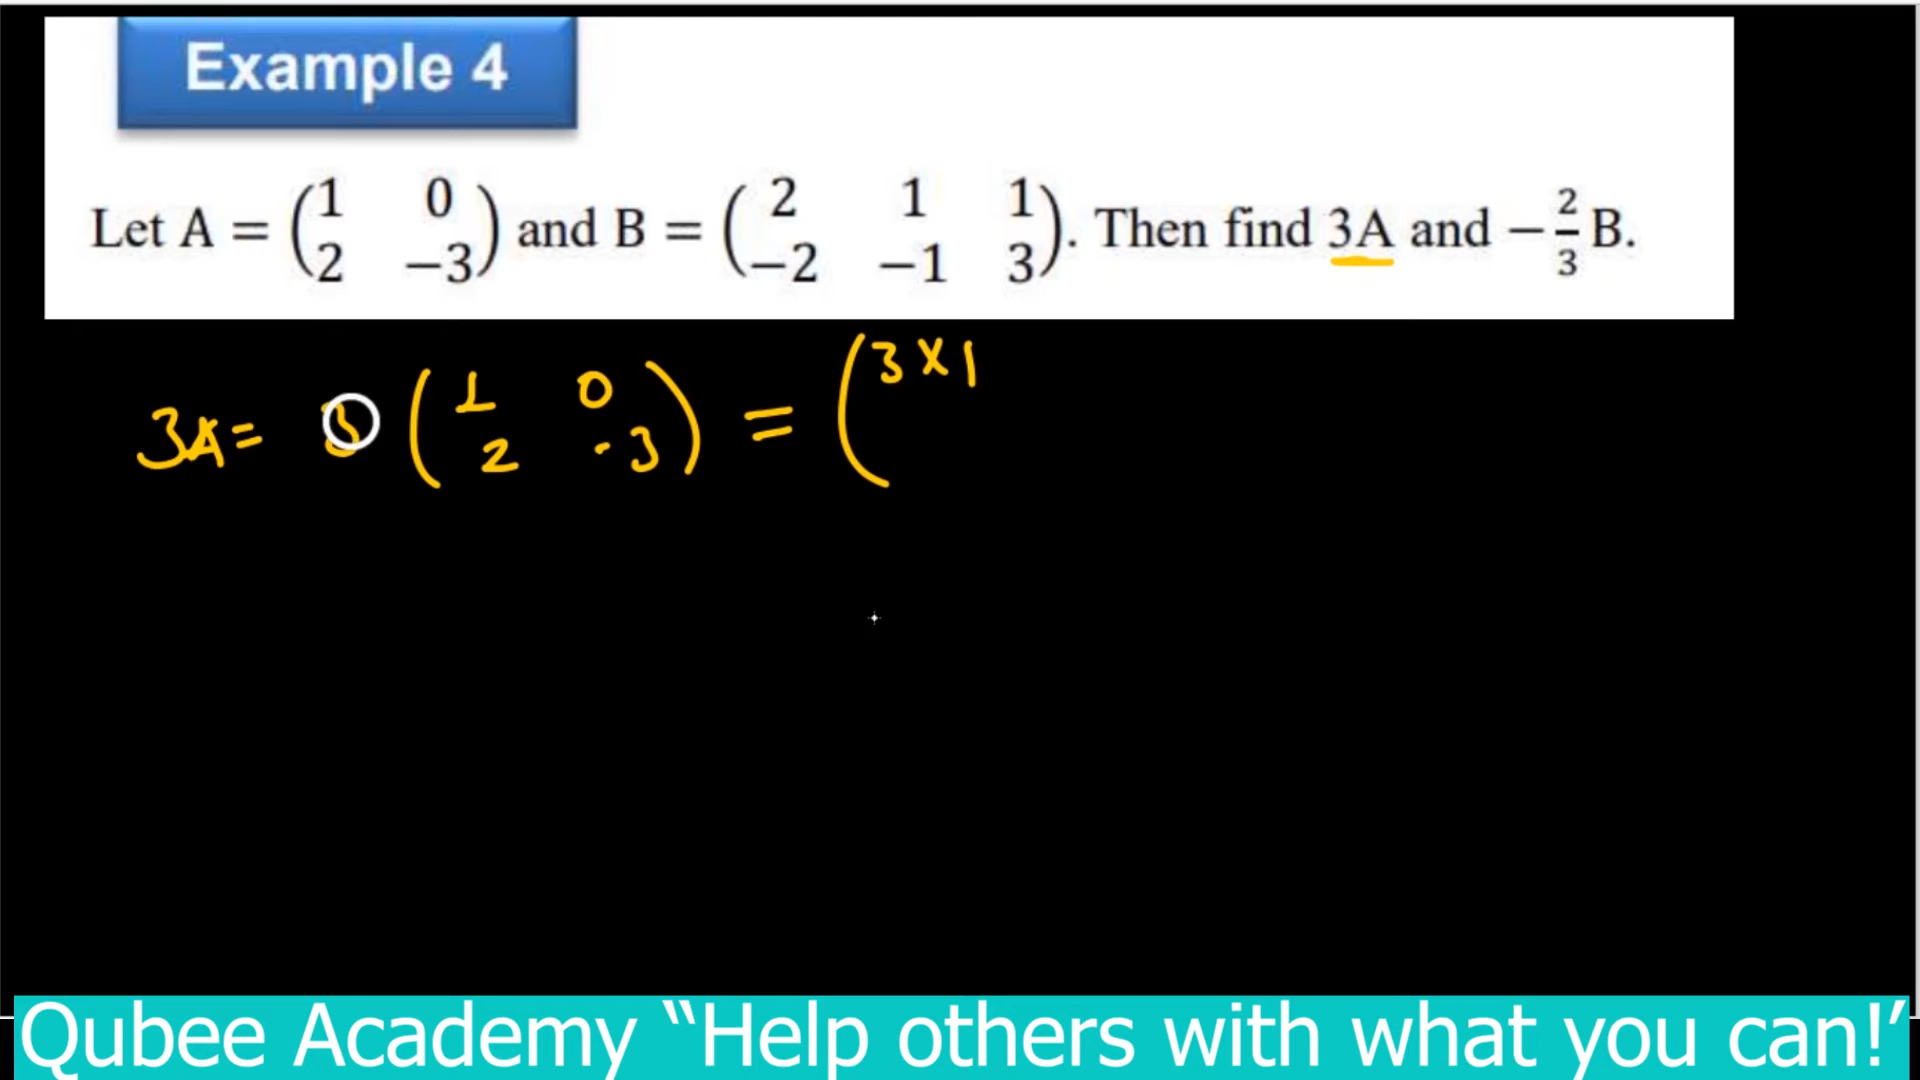 Example 4
Let A = (1 0
2 −3) and B = (2 1 1
−2 −1 3). Then find 3A and −2/3 B.
3A = 3 (1 0
2 -3) = (3 × 1
Qubee Academy “Help others with what you can!’